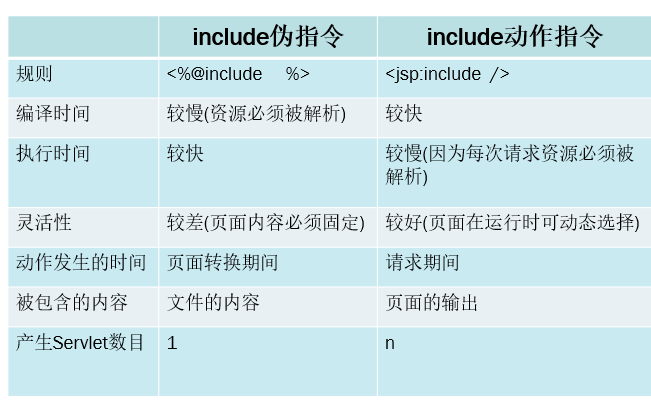 include伪指令 include动作指令
规则 <%@include %> <jsp:include />
编译时间 较慢(资源必须被解析) 较快
执行时间 较快 较慢(因为每次请求资源必须被
解析)
灵活性 较差(页面内容必须固定) 较好(页面在运行时可动态选择)
动作发生的时间 页面转换期间 请求期间
被包含的内容 文件的内容 页面的输出
产生Servlet数目 1 n